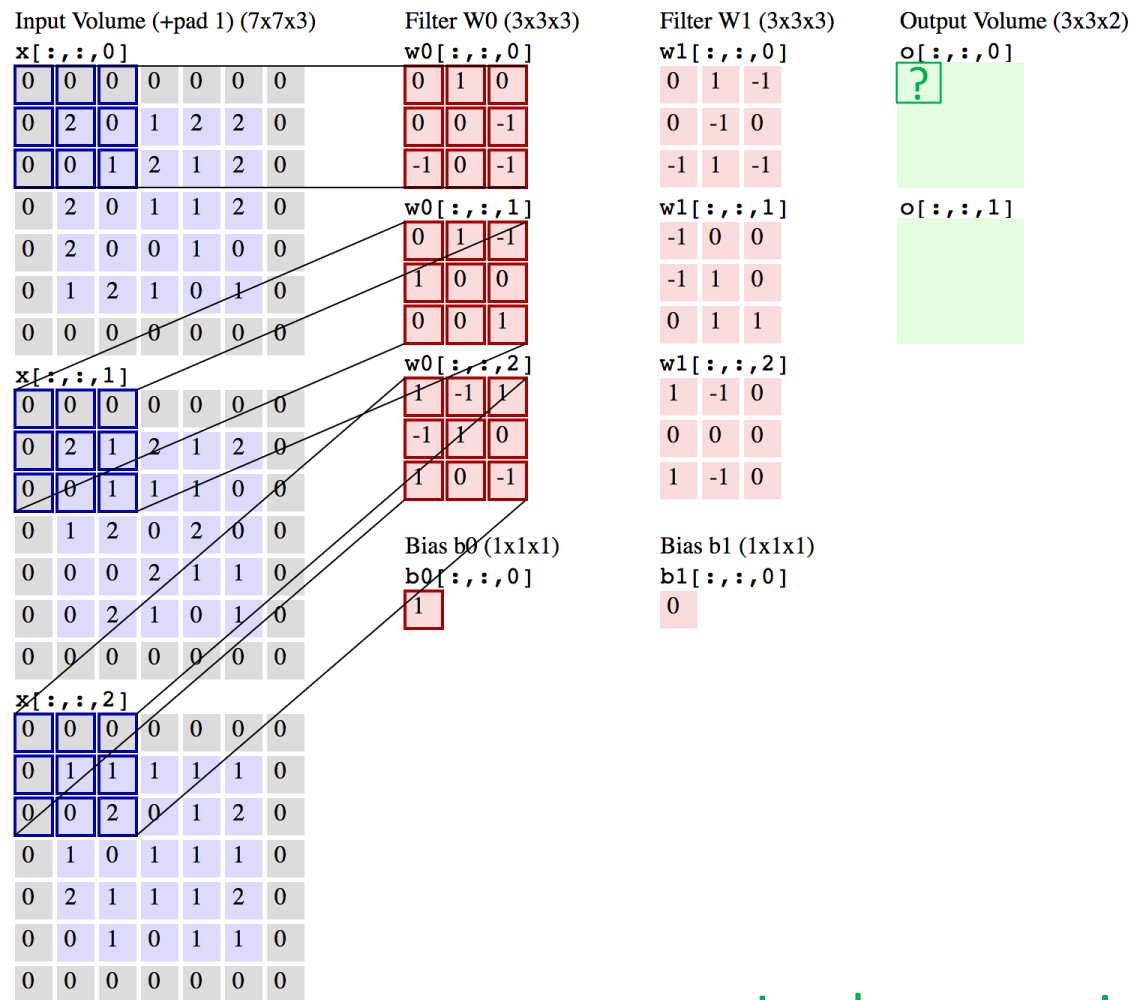 Input Volume (+pad 1) (7x7x3)
x[:,:,0]
0 0 0 0 0 0 0
0 2 0 1 2 2 0
0 0 1 2 1 2 0
0 2 0 1 1 2 0
0 2 0 0 1 0 0
0 1 2 1 0 1 0
0 0 0 0 0 0 0
x[:,:,1]
0 0 0 0 0 0 0
0 2 1 2 1 2 0
0 0 1 1 1 0 0
0 1 2 0 2 0 0
0 0 0 2 1 1 0
0 0 2 1 0 1 0
0 0 0 0 0 0 0
x[:,:,2]
0 0 0 0 0 0 0
0 1 1 1 1 1 0
0 0 2 0 1 2 0
0 1 0 1 1 1 0
0 2 1 1 1 2 0
0 0 1 0 1 1 0
0 0 0 0 0 0 0
Filter W0 (3x3x3)
w0[:,:,0]
0 1 0
0 0 -1
-1 0 -1
w0[:,:,1]
0 1 -1
1 0 0
0 0 1
w0[:,:,2]
1 -1 1
-1 1 0
1 0 -1
Bias b0 (1x1x1)
b0[:,:,0]
1
Filter W1 (3x3x3)
w1[:,:,0]
0 1 -1
0 -1 0
-1 1 -1
w1[:,:,1]
-1 0 0
-1 1 0
0 1 1
w1[:,:,2]
1 -1 0
0 0 0
1 -1 0
Bias b1 (1x1x1)
b1[:,:,0]
0
Output Volume (3x3x2)
o[:,:,0]
?
o[:,:,1]